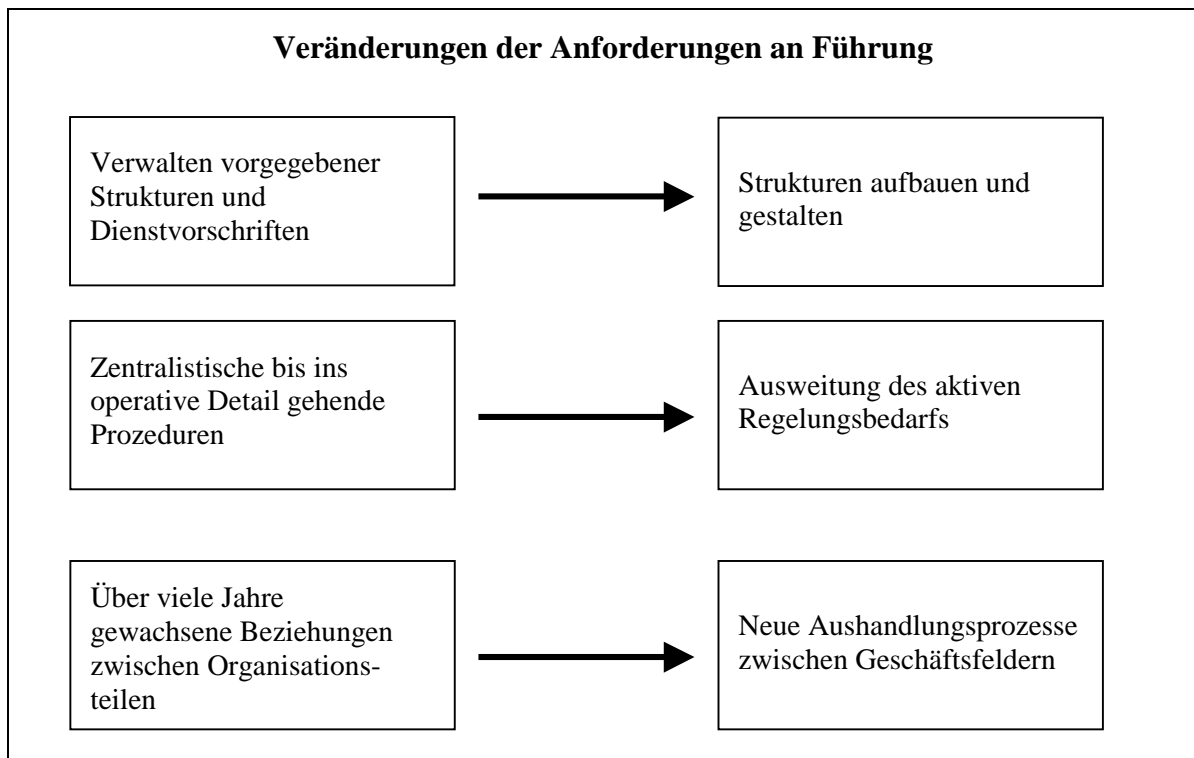 Veränderungen der Anforderungen an Führung
Verwalten vorgegebener
Strukturen und
Dienstvorschriften
Strukturen aufbauen und
gestalten
Zentralistische bis ins
operative Detail gehende
Prozeduren
Ausweitung des aktiven
Regelungsbedarfs
Über viele Jahre
gewachsene Beziehungen
zwischen Organisations-
teilen
Neue Aushandlungsprozesse
zwischen Geschäftsfeldern